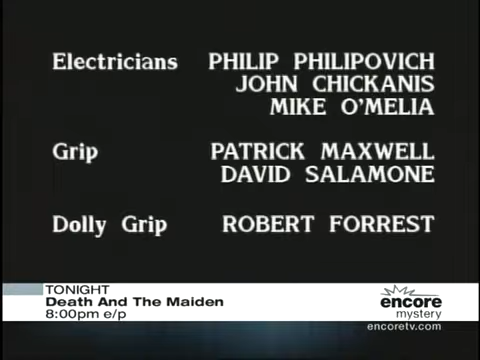 Electricians PHILIP PHILIPOVICH
JOHN CHICKANIS
MIKE O'MELIA
Grip PATRICK MAXWELL
DAVID SALAMONE
Dolly Grip ROBERT FORREST
TONIGHT
Death And The Maiden
8:00pm e/p
encore
mystery
encoretv.com